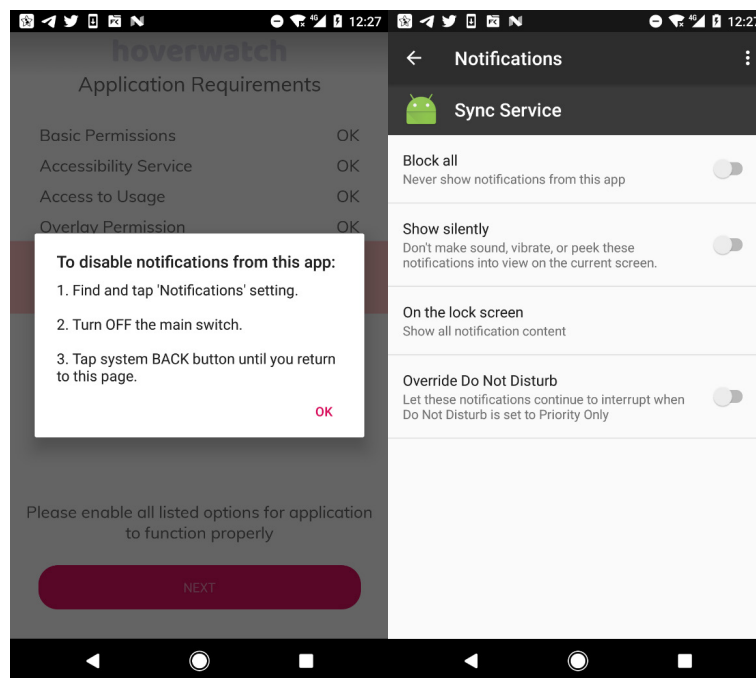 12:27
hoverwatch
Application Requirements
Basic Permissions OK
Accessibility Service OK
Access to Usage OK
Overlay Permission OK
To disable notifications from this app:
1. Find and tap 'Notifications' setting.
2. Turn OFF the main switch.
3. Tap system BACK button until you return
to this page.
OK
Please enable all listed options for application
to function properly
NEXT
4G 12:27
Notifications
Sync Service
Block all
Never show notifications from this app
Show silently
Don't make sound, vibrate, or peek these
notifications into view on the current screen.
On the lock screen
Show all notification content
Override Do Not Disturb
Let these notifications continue to interrupt when
Do Not Disturb is set to Priority Only